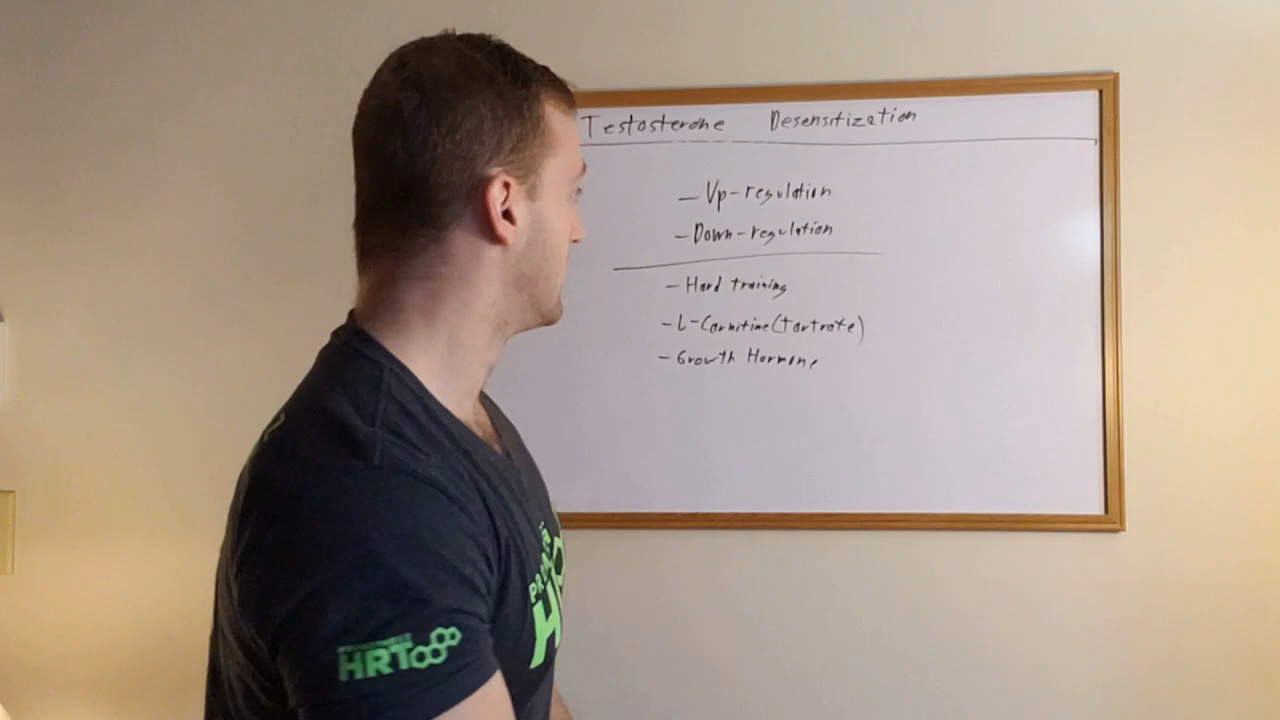 Testosterone Desensitization
- Up-regulation
- Down-regulation
- Hard training
- L-Carnitine (tartrate)
- Growth Hormone
HRT